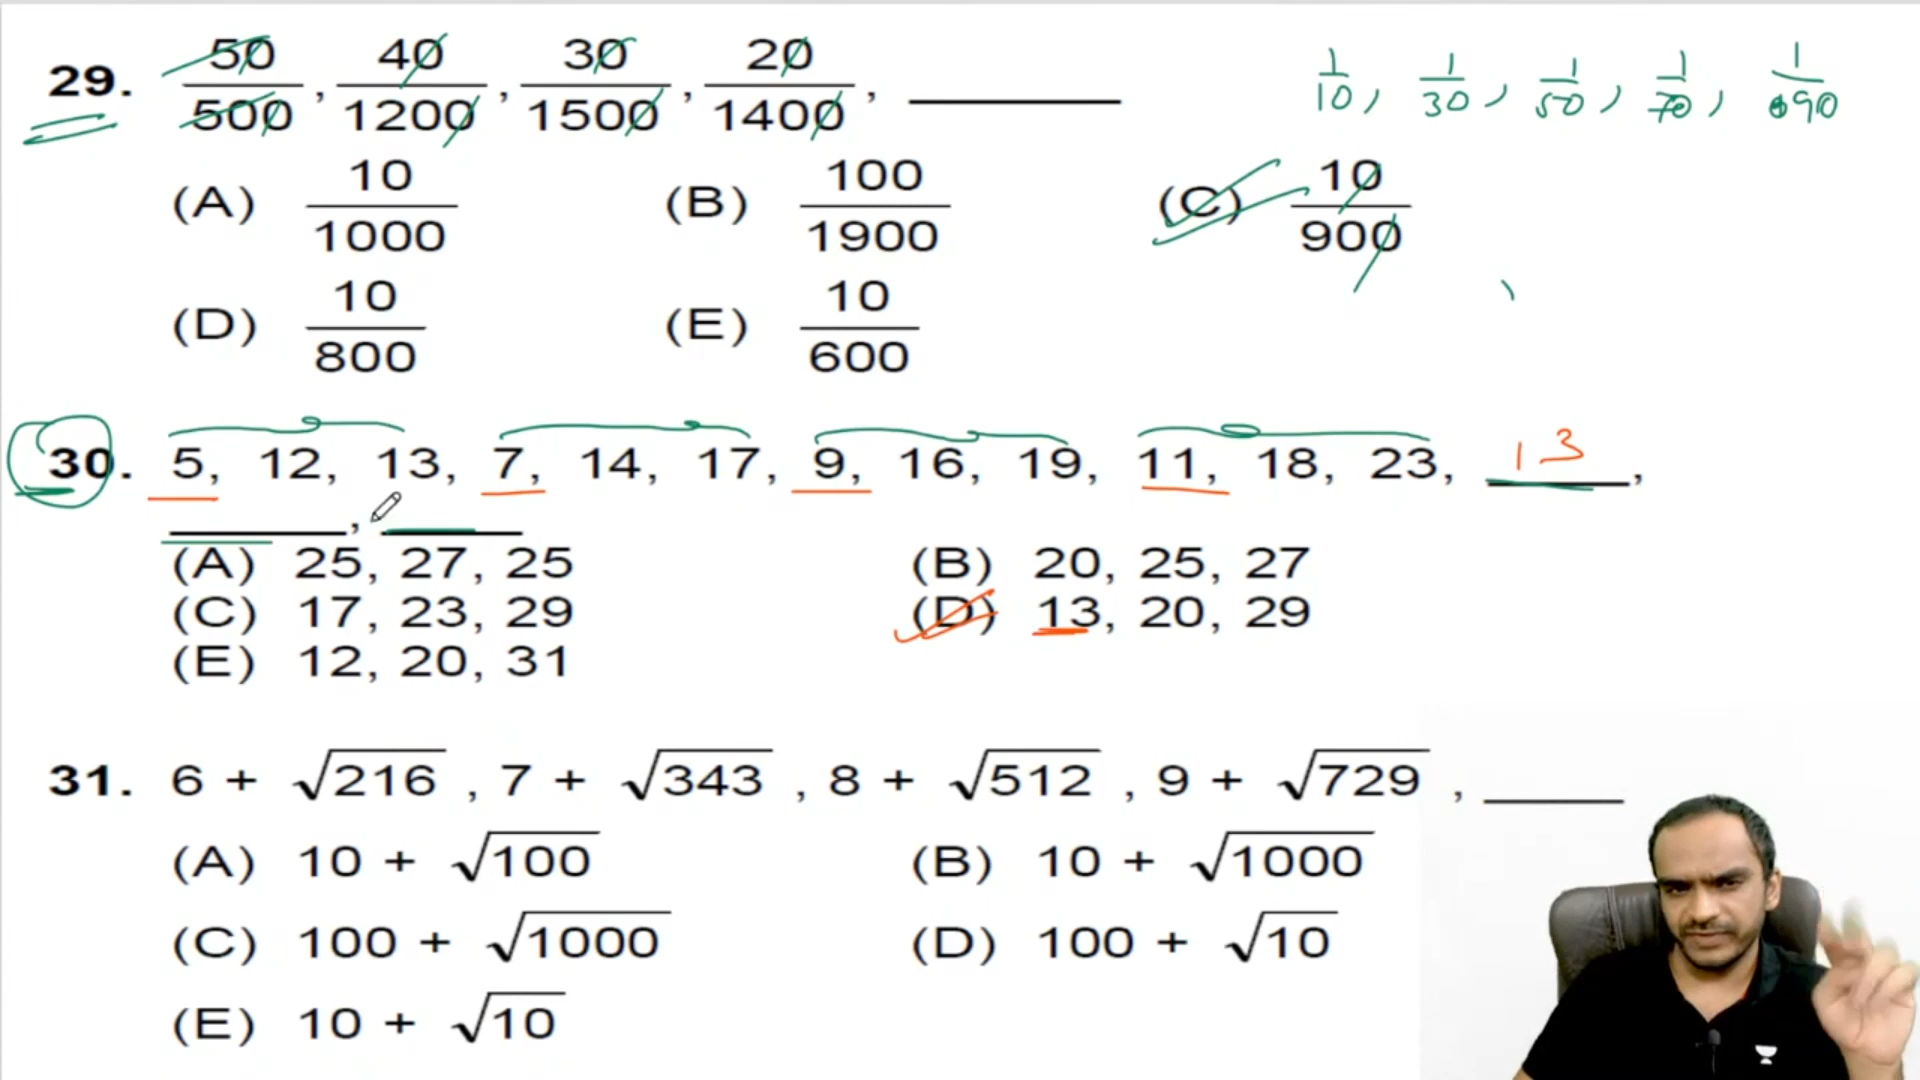 29. 50/500, 40/1200, 30/1500, 20/1400, ______ 1/10, 1/30, 1/50, 1/70, 1/90
(A) 10/1000 (B) 100/1900 (C) 10/900
(D) 10/800 (E) 10/600
30. 5, 12, 13, 7, 14, 17, 9, 16, 19, 11, 18, 23, 13,
______, ______
(A) 25, 27, 25 (B) 20, 25, 27
(C) 17, 23, 29 (D) 13, 20, 29
(E) 12, 20, 31
31. 6 + √216, 7 + √343, 8 + √512, 9 + √729, ______
(A) 10 + √100 (B) 10 + √1000
(C) 100 + √1000 (D) 100 + √10
(E) 10 + √10